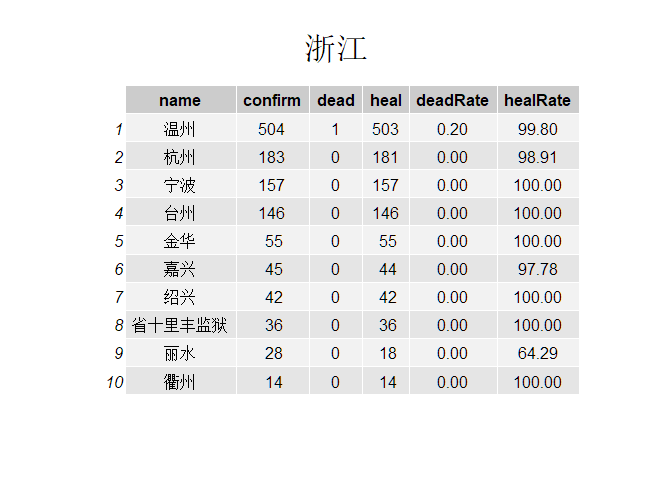 浙江
name confirm dead heal deadRate healRate
1 温州 504 1 503 0.20 99.80
2 杭州 183 0 181 0.00 98.91
3 宁波 157 0 157 0.00 100.00
4 台州 146 0 146 0.00 100.00
5 金华 55 0 55 0.00 100.00
6 嘉兴 45 0 44 0.00 97.78
7 绍兴 42 0 42 0.00 100.00
8 省十里丰监狱 36 0 36 0.00 100.00
9 丽水 28 0 18 0.00 64.29
10 衢州 14 0 14 0.00 100.00